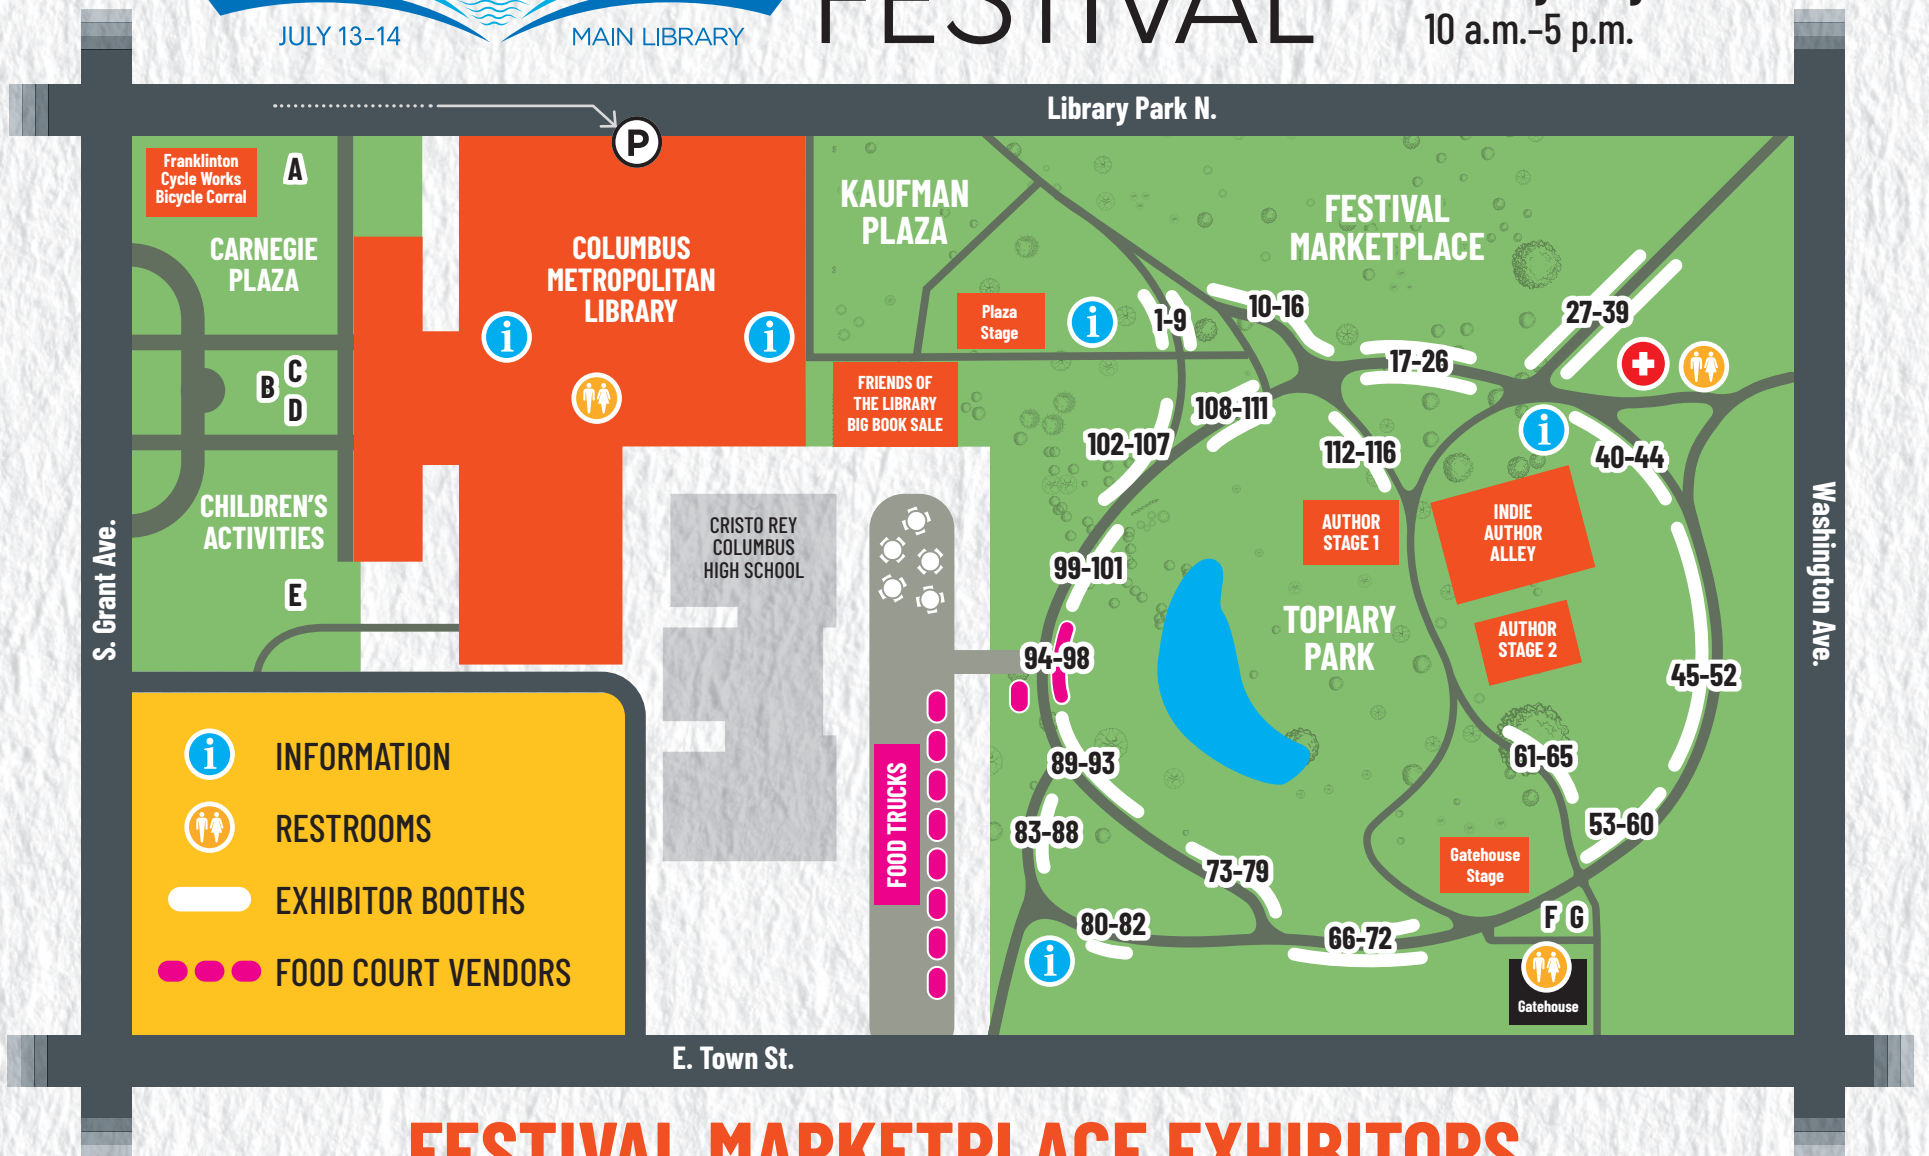 JULY 13-14
MAIN LIBRARY
FESTIVAL
10 a.m.–5 p.m.
Library Park N.
P
Franklinton
Cycle Works
Bicycle Corral
A
CARNEGIE
PLAZA
COLUMBUS
METROPOLITAN
LIBRARY
KAUFMAN
PLAZA
FESTIVAL
MARKETPLACE
Plaza
Stage
i
i
i
1-9
10-16
17-26
27-39
B
C
D
FRIENDS OF
THE LIBRARY
BIG BOOK SALE
108-111
102-107
112-116
i
40-44
CHILDREN'S
ACTIVITIES
E
S. Grant Ave.
CRISTO REY
COLUMBUS
HIGH SCHOOL
99-101
AUTHOR
STAGE 1
INDIE
AUTHOR
ALLEY
Washington Ave.
TOPIARY
PARK
AUTHOR
STAGE 2
94-98
45-52
89-93
61-65
83-88
53-60
73-79
Gatehouse
Stage
80-82
66-72
F G
i
Gatehouse
FOOD TRUCKS
i
INFORMATION
RESTROOMS
EXHIBITOR BOOTHS
FOOD COURT VENDORS
E. Town St.
FESTIVAL MARKETPLACE EXHIBITORS